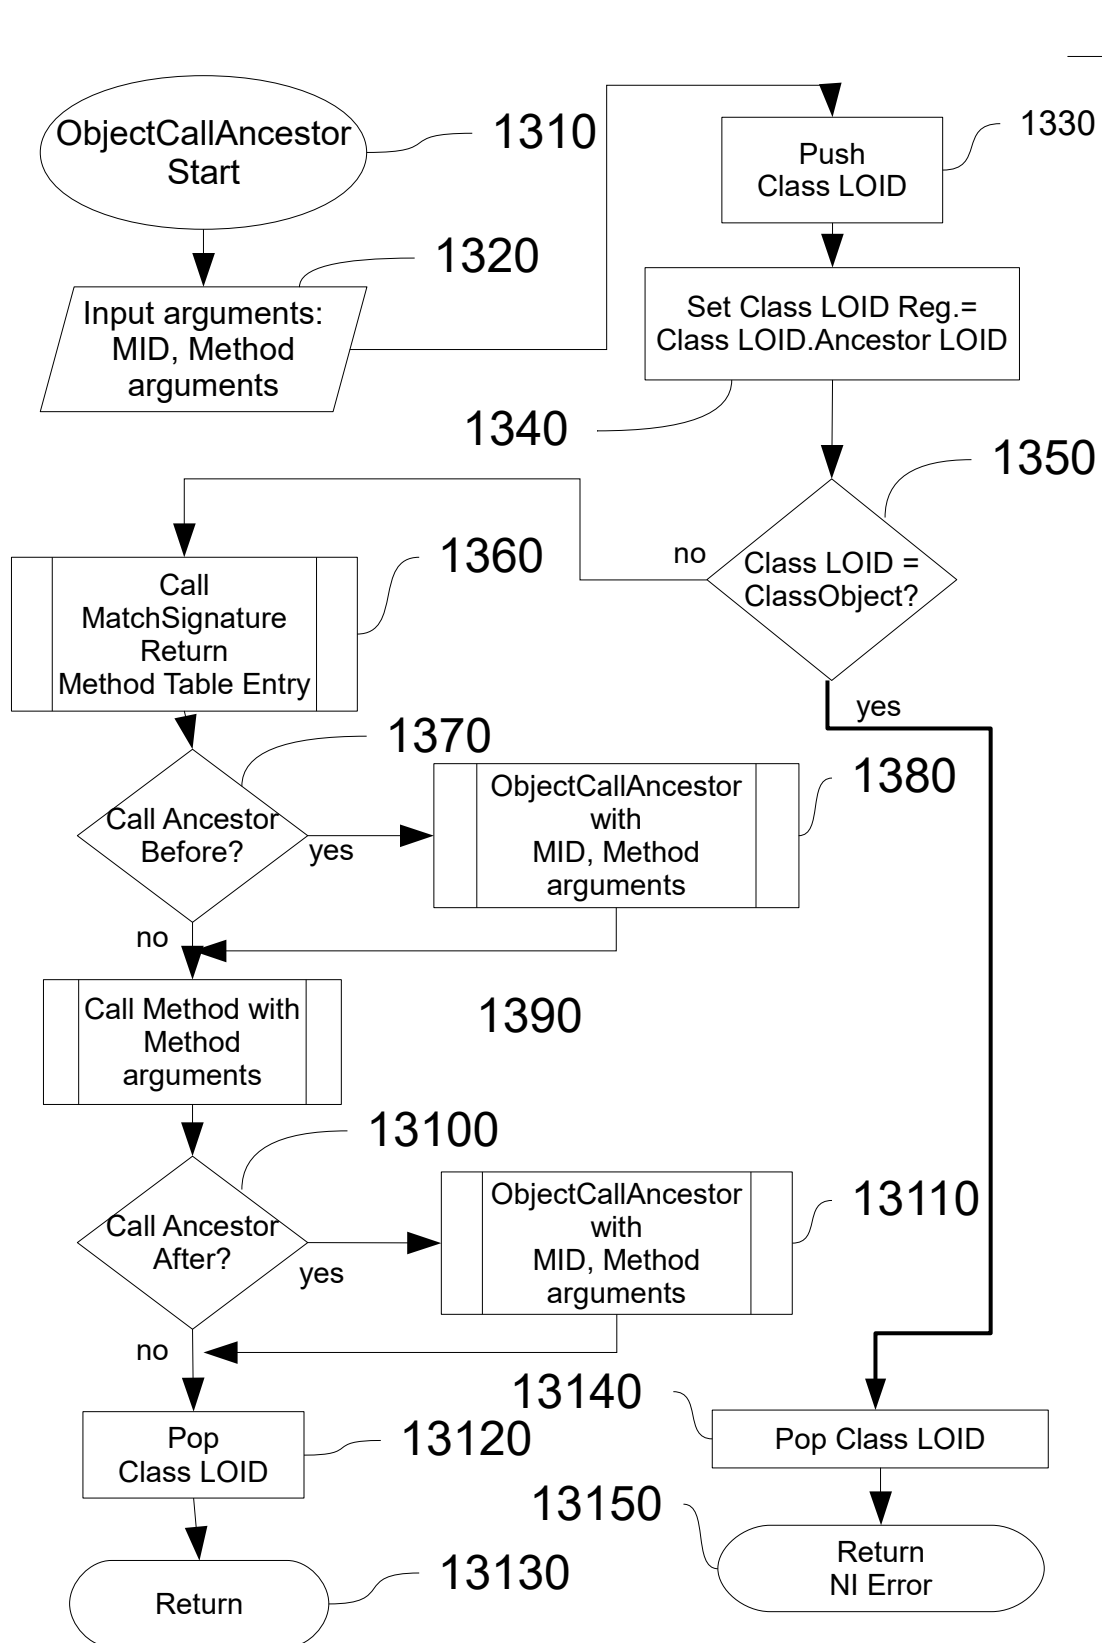 ObjectCallAncestor
Start
1310
Input arguments:
MID, Method
arguments
1320
Push
Class LOID
1330
Set Class LOID Reg.=
Class LOID.Ancestor LOID
1340
Class LOID =
ClassObject?
1350
no
yes
Call
MatchSignature
Return
Method Table Entry
1360
Call Ancestor
Before?
1370
yes
no
ObjectCallAncestor
with
MID, Method
arguments
1380
Call Method with
Method
arguments
1390
Call Ancestor
After?
13100
yes
no
ObjectCallAncestor
with
MID, Method
arguments
13110
Pop
Class LOID
13120
Return
13130
Pop Class LOID
13140
Return
NI Error
13150